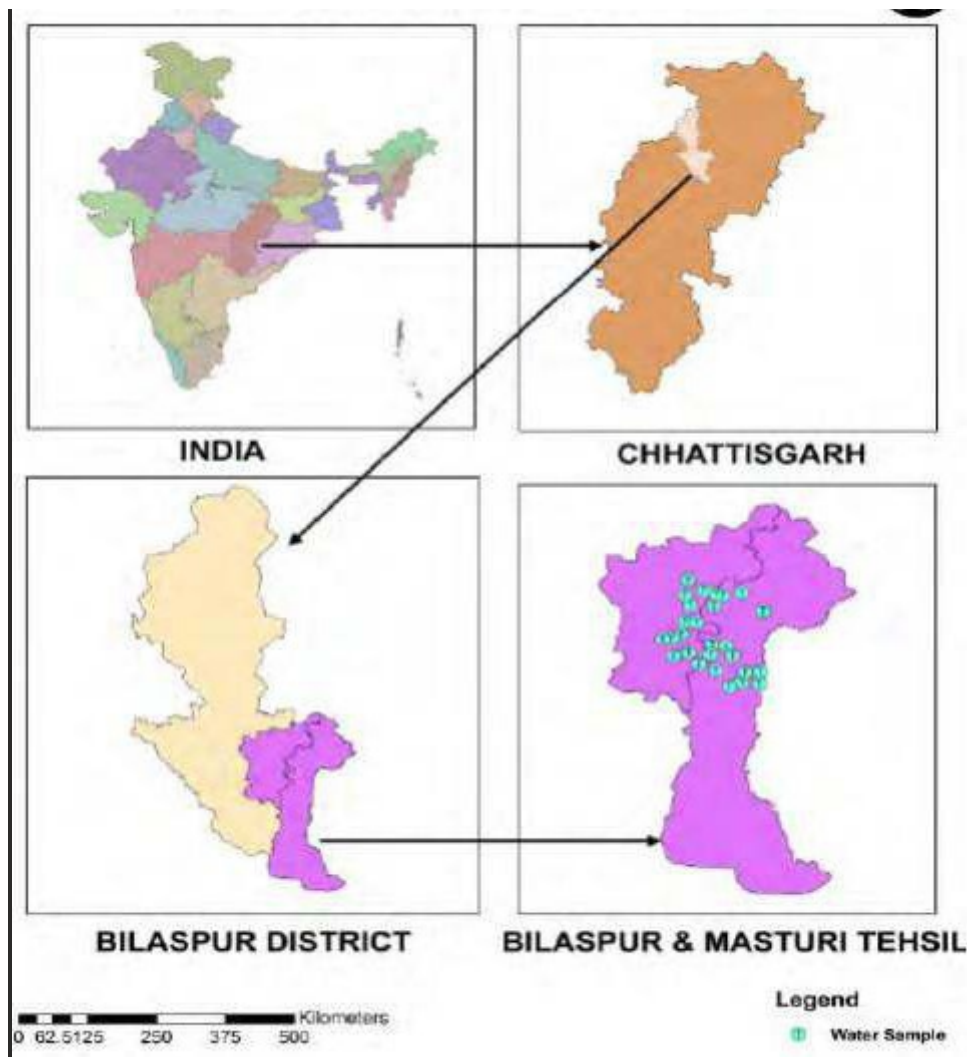 INDIA
CHHATTISGARH
BILASPUR DISTRICT
BILASPUR & MASTURI TEHSIL
Legend
Water Sample
Kilometers
0 62.5125 250 375 500